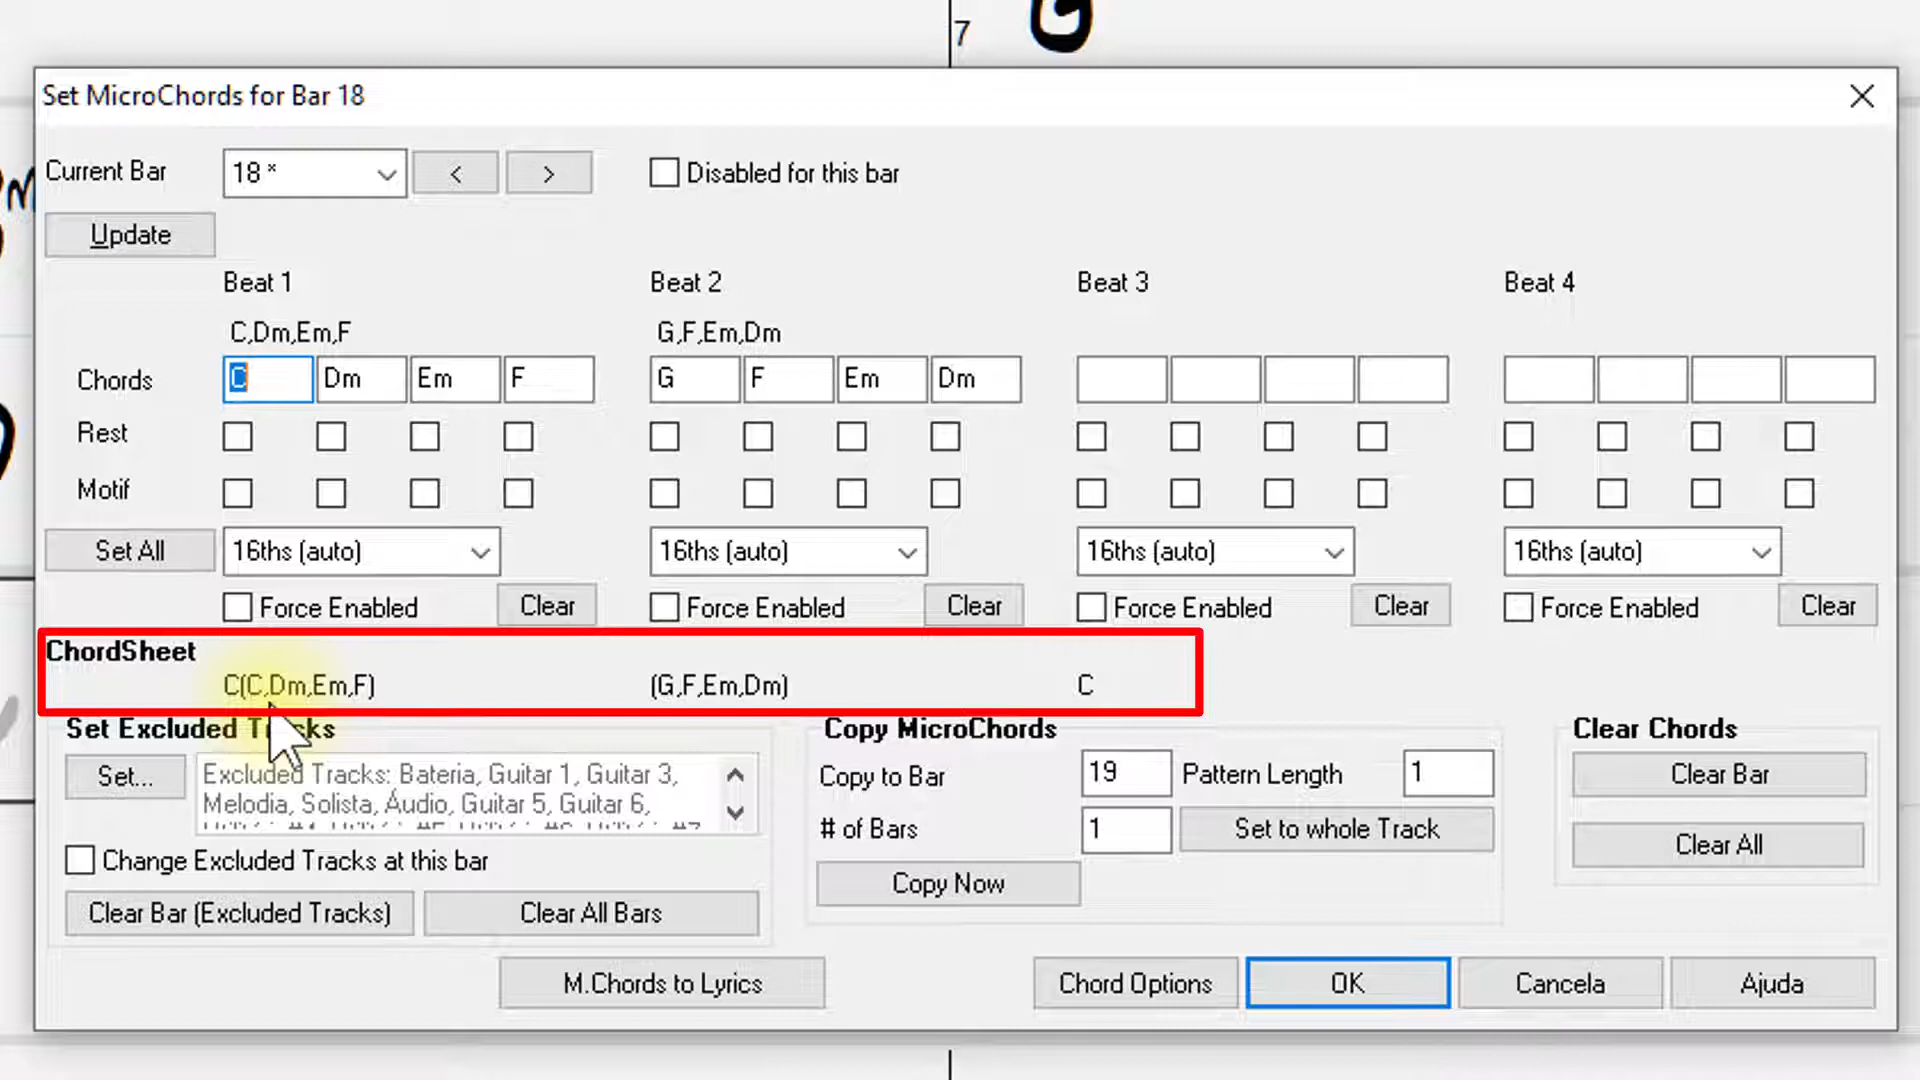 7 G
Set MicroChords for Bar 18
Current Bar 18 * < > Disabled for this bar
Update
Beat 1 Beat 2 Beat 3 Beat 4
C,Dm,Em,F G,F,Em,Dm
Chords C Dm Em F G F Em Dm
Rest
Motif
Set All 16ths (auto) 16ths (auto) 16ths (auto) 16ths (auto)
Force Enabled Clear Force Enabled Clear Force Enabled Clear Force Enabled Clear
ChordSheet
C(C,Dm,Em,F) (G,F,Em,Dm) C
Set Excluded Tracks
Set...
Excluded Tracks: Bateria, Guitar 1, Guitar 3,
Melodia, Solista, Áudio, Guitar 5, Guitar 6,
Change Excluded Tracks at this bar
Clear Bar (Excluded Tracks) Clear All Bars
Copy MicroChords
Copy to Bar 19 Pattern Length 1
# of Bars 1 Set to whole Track
Copy Now
Clear Chords
Clear Bar
Clear All
M.Chords to Lyrics Chord Options OK Cancela Ajuda